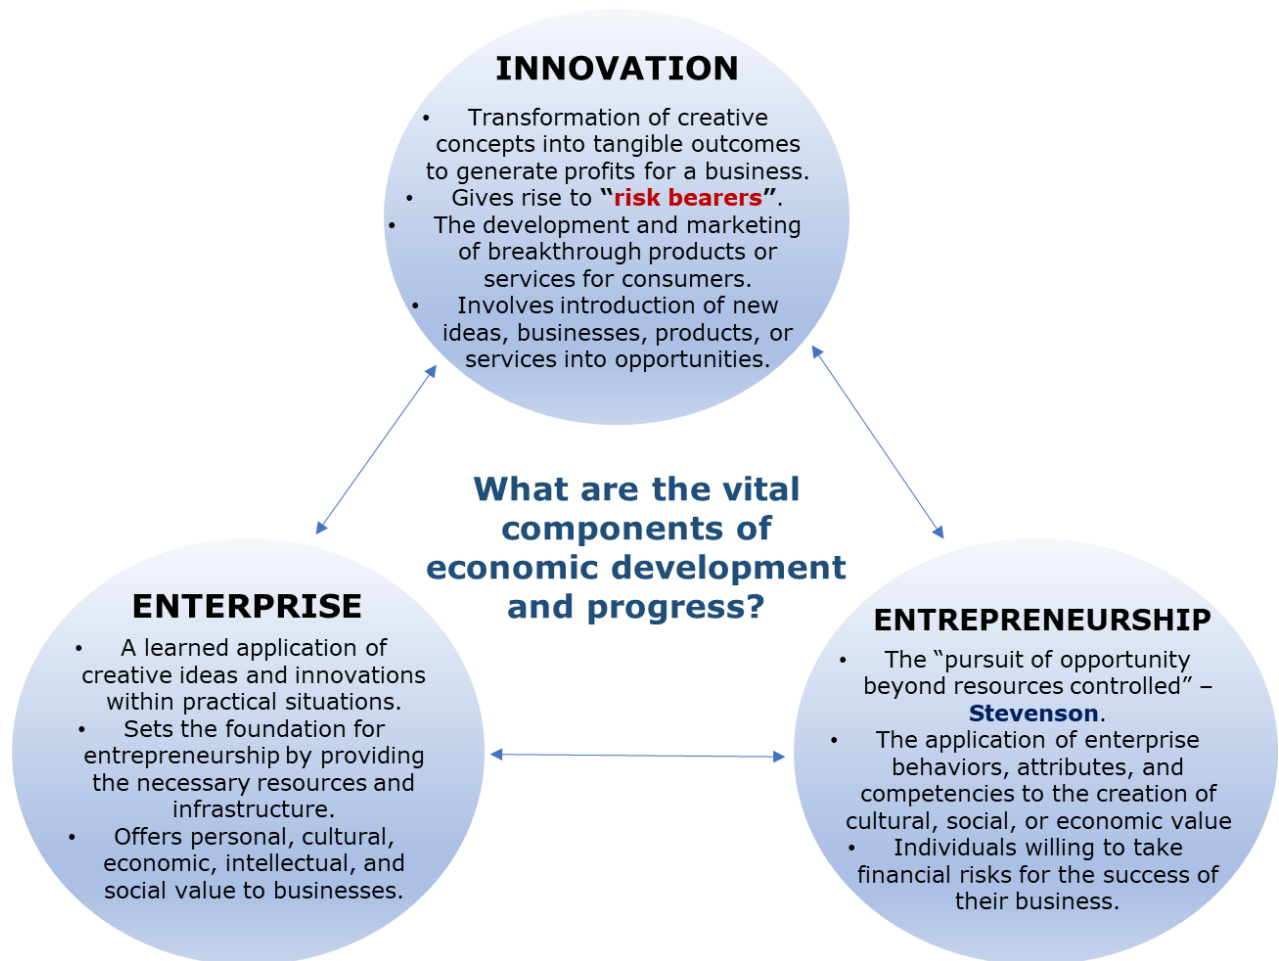 INNOVATION
• Transformation of creative
concepts into tangible outcomes
to generate profits for a business.
• Gives rise to “risk bearers”.
• The development and marketing
of breakthrough products or
services for consumers.
• Involves introduction of new
ideas, businesses, products, or
services into opportunities.
What are the vital
components of
economic development
and progress?
ENTERPRISE
• A learned application of
creative ideas and innovations
within practical situations.
• Sets the foundation for
entrepreneurship by providing
the necessary resources and
infrastructure.
• Offers personal, cultural,
economic, intellectual, and
social value to businesses.
ENTREPRENEURSHIP
• The “pursuit of opportunity
beyond resources controlled” –
Stevenson.
• The application of enterprise
behaviors, attributes, and
competencies to the creation of
cultural, social, or economic value
• Individuals willing to take
financial risks for the success of
their business.